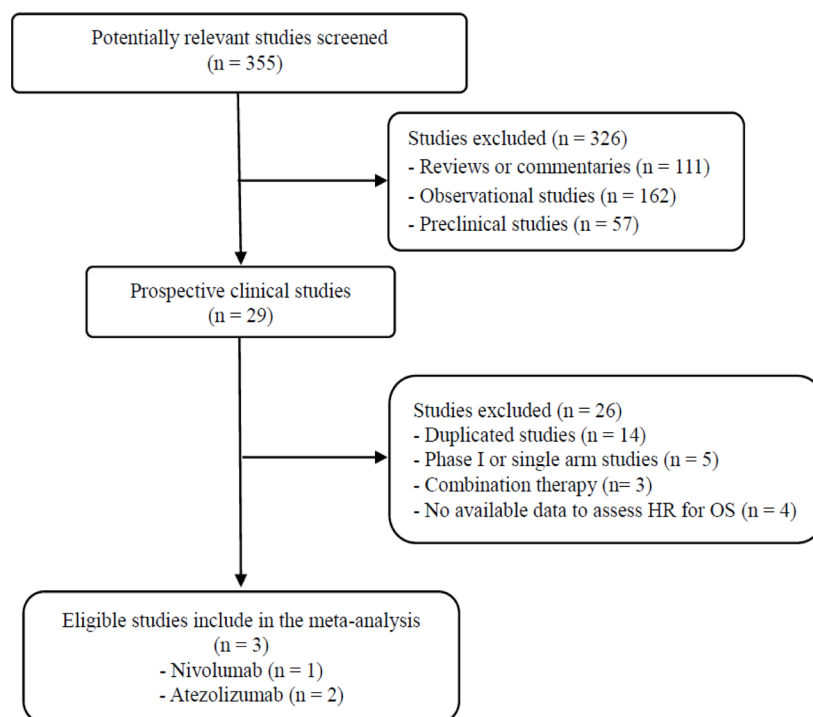 Potentially relevant studies screened
(n = 355)
Studies excluded (n = 326)
- Reviews or commentaries (n = 111)
- Observational studies (n = 162)
- Preclinical studies (n = 57)
Prospective clinical studies
(n = 29)
Studies excluded (n = 26)
- Duplicated studies (n = 14)
- Phase I or single arm studies (n = 5)
- Combination therapy (n= 3)
- No available data to assess HR for OS (n = 4)
Eligible studies include in the meta-analysis
(n = 3)
- Nivolumab (n = 1)
- Atezolizumab (n = 2)